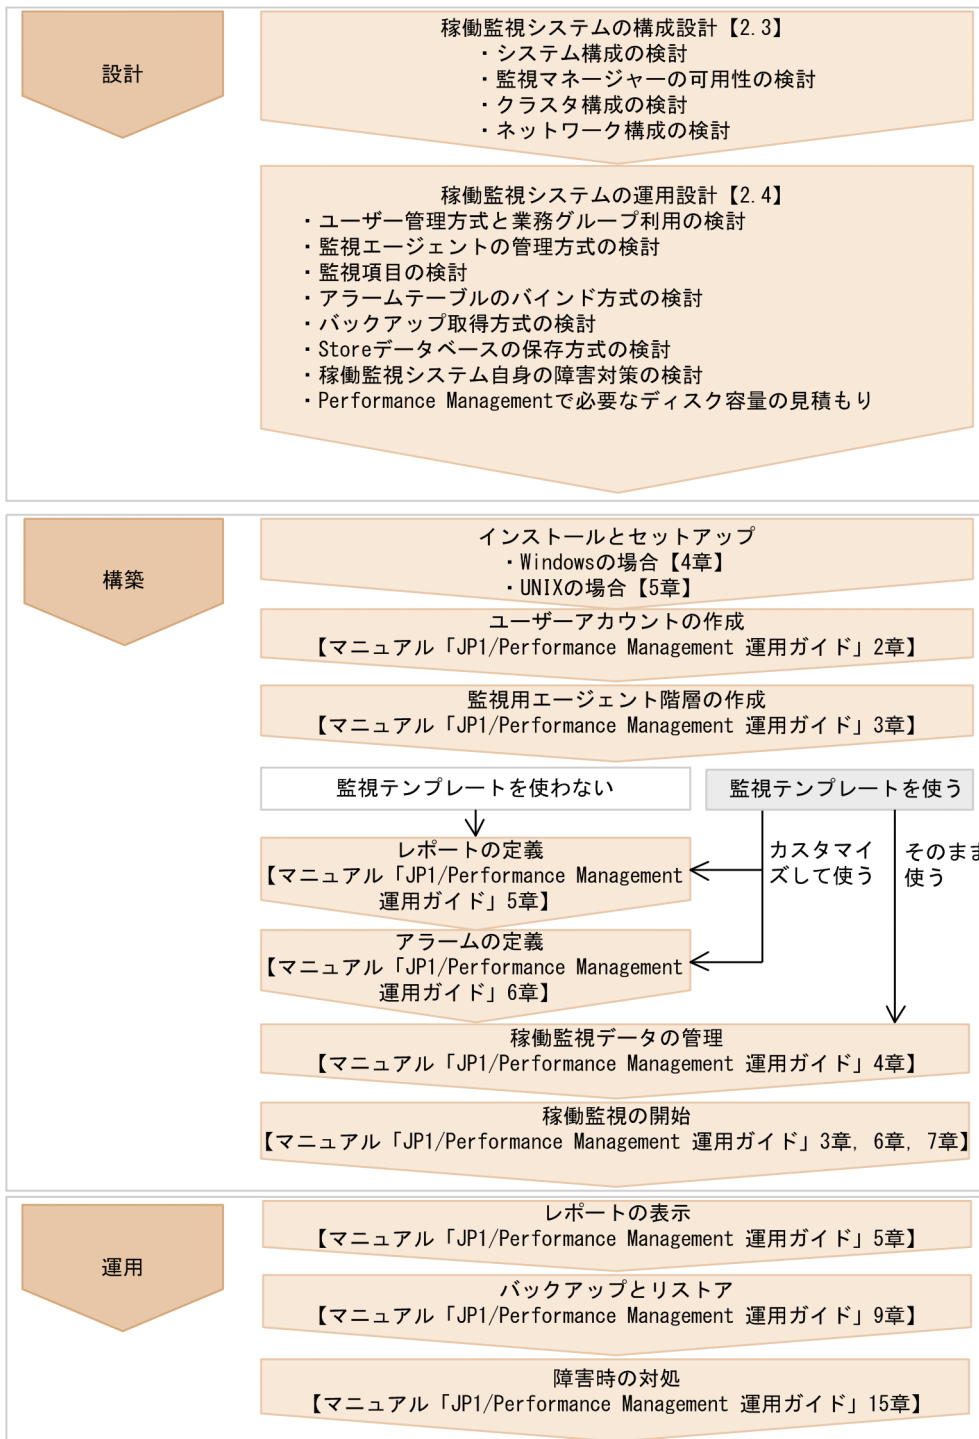 設計
稼働監視システムの構成設計【2.3】
・システム構成の検討
・監視マネージャーの可用性の検討
・クラスタ構成の検討
・ネットワーク構成の検討
稼働監視システムの運用設計【2.4】
・ユーザー管理方式と業務グループ利用の検討
・監視エージェントの管理方式の検討
・監視項目の検討
・アラームテーブルのバインド方式の検討
・バックアップ取得方式の検討
・Storeデータベースの保存方式の検討
・稼働監視システム自身の障害対策の検討
・Performance Managementで必要なディスク容量の見積もり
構築
インストールとセットアップ
・Windowsの場合【4章】
・UNIXの場合【5章】
ユーザーアカウントの作成
【マニュアル「JP1/Performance Management 運用ガイド」2章】
監視用エージェント階層の作成
【マニュアル「JP1/Performance Management 運用ガイド」3章】
監視テンプレートを使わない
監視テンプレートを使う
レポートの定義
【マニュアル「JP1/Performance Management
運用ガイド」5章】
カスタマイ
ズして使う
そのまま
使う
アラームの定義
【マニュアル「JP1/Performance Management
運用ガイド」6章】
稼働監視データの管理
【マニュアル「JP1/Performance Management 運用ガイド」4章】
稼働監視の開始
【マニュアル「JP1/Performance Management 運用ガイド」3章, 6章, 7章】
運用
レポートの表示
【マニュアル「JP1/Performance Management 運用ガイド」5章】
バックアップとリストア
【マニュアル「JP1/Performance Management 運用ガイド」9章】
障害時の対処
【マニュアル「JP1/Performance Management 運用ガイド」15章】